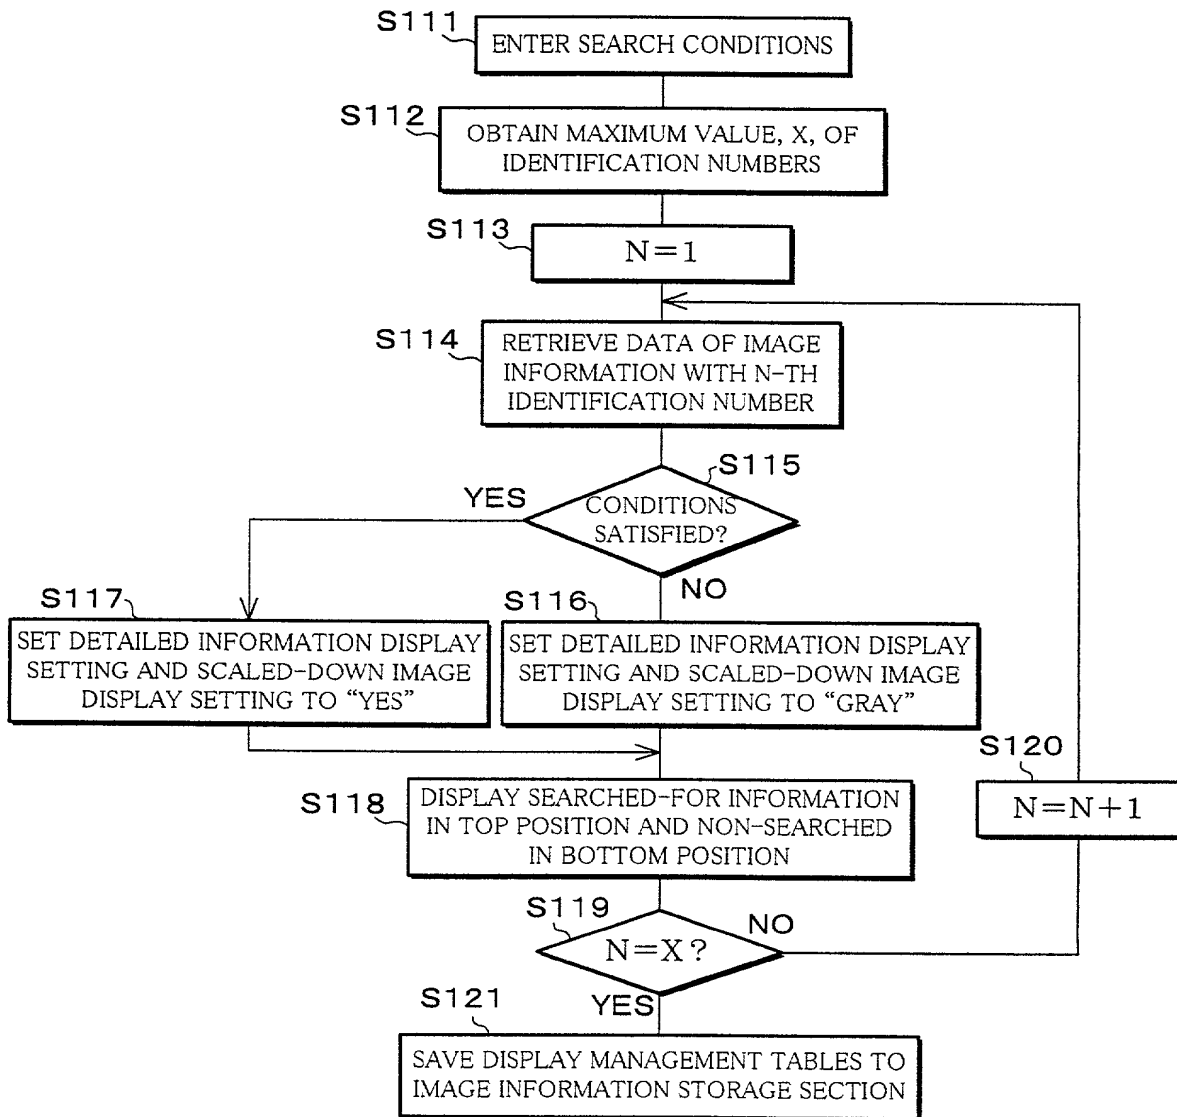 S111
ENTER SEARCH CONDITIONS
S112
OBTAIN MAXIMUM VALUE, X, OF
IDENTIFICATION NUMBERS
S113
N=1
S114
RETRIEVE DATA OF IMAGE
INFORMATION WITH N-TH
IDENTIFICATION NUMBER
S115
YES
CONDITIONS
SATISFIED?
NO
S117
SET DETAILED INFORMATION DISPLAY
SETTING AND SCALED-DOWN IMAGE
DISPLAY SETTING TO “YES”
S116
SET DETAILED INFORMATION DISPLAY
SETTING AND SCALED-DOWN IMAGE
DISPLAY SETTING TO “GRAY”
S120
N=N+1
S118
DISPLAY SEARCHED-FOR INFORMATION
IN TOP POSITION AND NON-SEARCHED
IN BOTTOM POSITION
S119
N=X?
NO
YES
S121
SAVE DISPLAY MANAGEMENT TABLES TO
IMAGE INFORMATION STORAGE SECTION